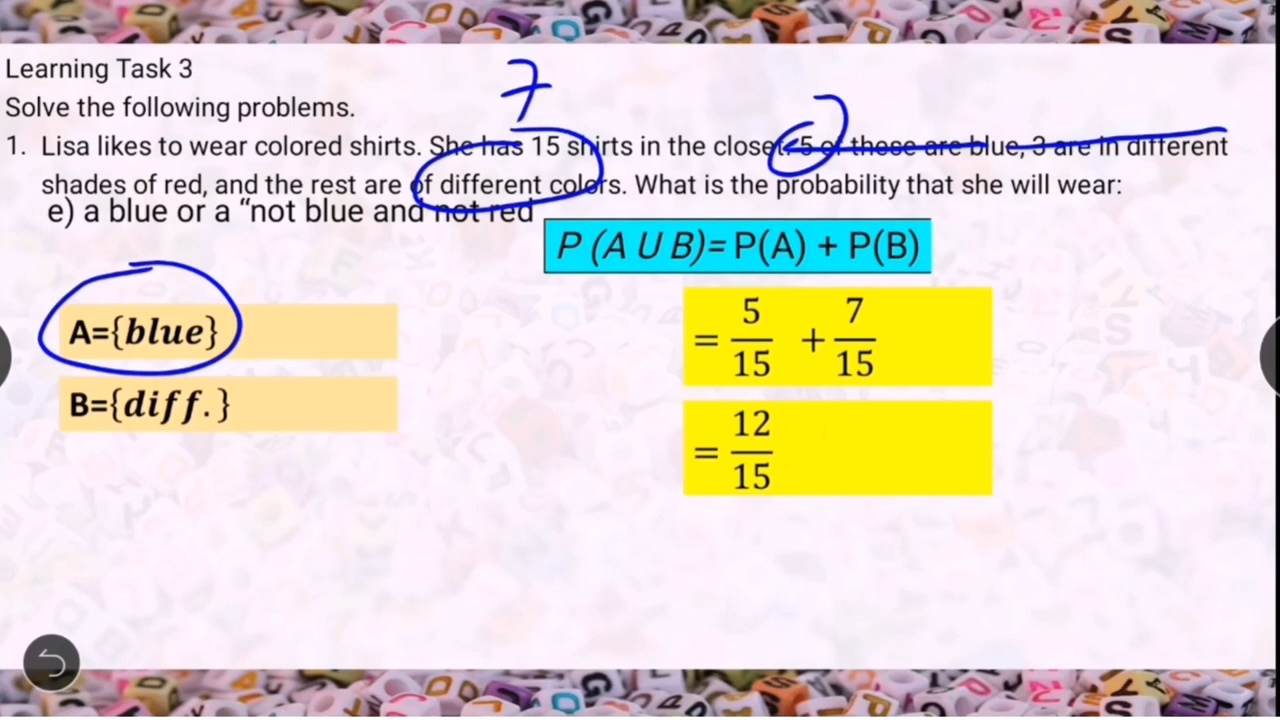 Learning Task 3
7
Solve the following problems.
1. Lisa likes to wear colored shirts. She has 15 shirts in the closet. 5 of these are blue, 3 are in different
shades of red, and the rest are of different colors. What is the probability that she will wear:
e) a blue or a “not blue and not red
P (A U B)= P(A) + P(B)
A={blue}
B={diff.}
= 5/15 + 7/15
= 12/15